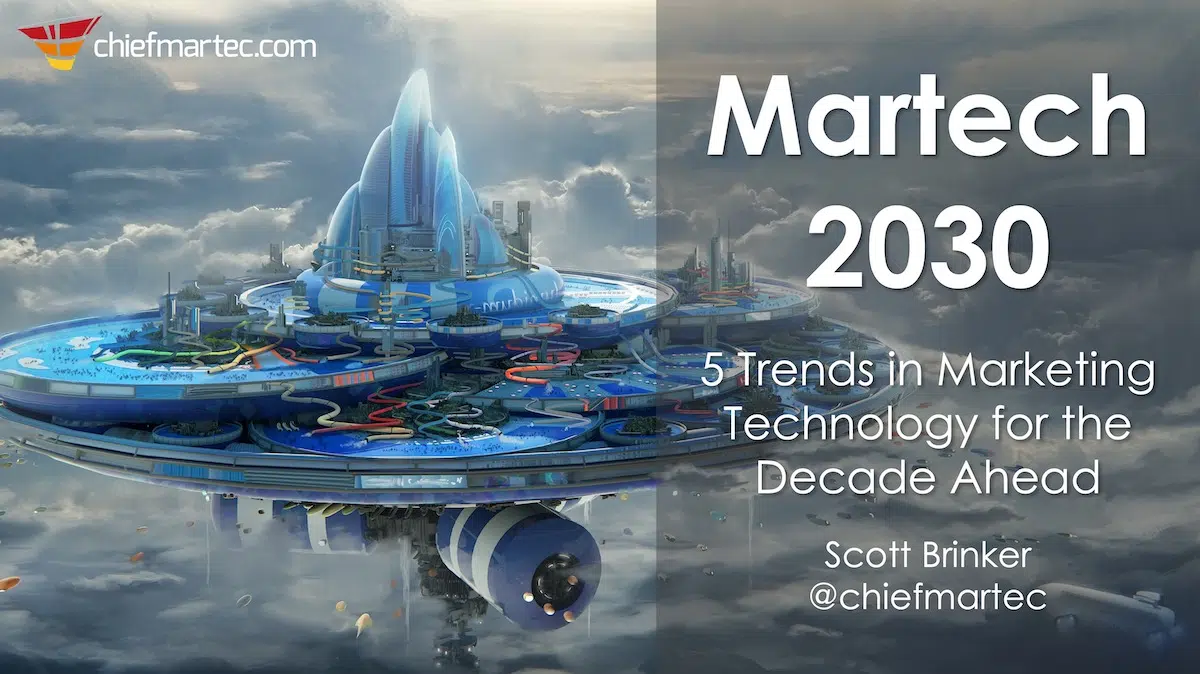 chiefmartec.com
Martech
2030
5 Trends in Marketing
Technology for the
Decade Ahead
Scott Brinker
@chiefmartec